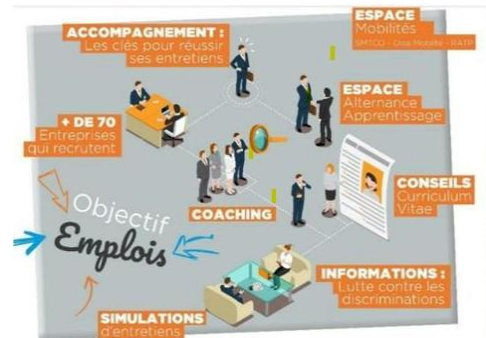 ACCOMPAGNEMENT :
Les clés pour réussir
ses entretiens
ESPACE
Mobilités
SMTCO - Oise Mobilité - RATP
ESPACE
Alternance
Apprentissage
+ DE 70
Entreprises
qui recrutent
COACHING
CONSEILS
Curriculum
Vitae
Objectif
Emplois
INFORMATIONS :
Lutte contre les
discriminations
SIMULATIONS
d'entretiens